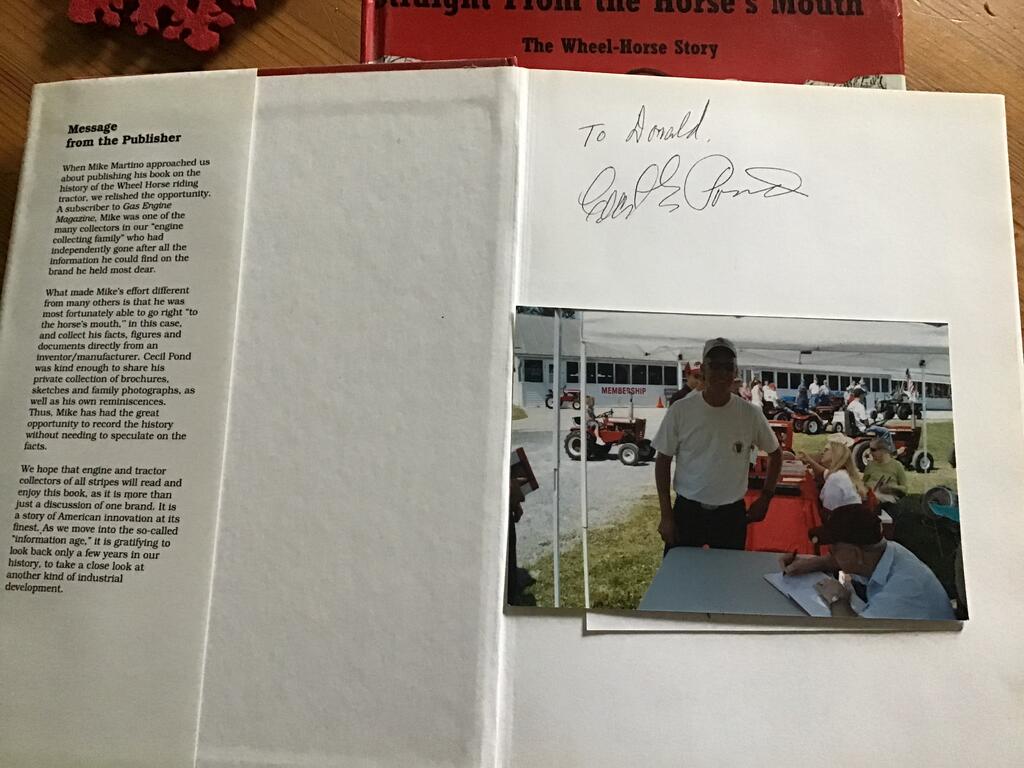 Straight From the Horse's Mouth
The Wheel-Horse Story
Message
from the Publisher
When Mike Martino approached us
about publishing his book on the
history of the Wheel Horse riding
tractor, we relished the opportunity.
A subscriber to Gas Engine
Magazine, Mike was one of the
many collectors in our "engine
collecting family" who had
independently gone after all the
information he could find on the
brand he held most dear.
What made Mike's effort different
from many others is that he was
most fortunately able to go right "to
the horse's mouth," in this case,
and collect his facts, figures and
documents directly from an
inventor/manufacturer. Cecil Pond
was kind enough to share his
private collection of brochures,
sketches and family photographs, as
well as his own reminiscences.
Thus, Mike has had the great
opportunity to record the history
without needing to speculate on the
facts.
We hope that engine and tractor
collectors of all stripes will read and
enjoy this book, as it is more than
just a discussion of one brand. It is
a story of American innovation at its
finest. As we move into the so-called
"information age," it is gratifying to
look back only a few years in our
history, to take a close look at
another kind of industrial
development.
To Donald.
Cecil E Pond
MEMBERSHIP